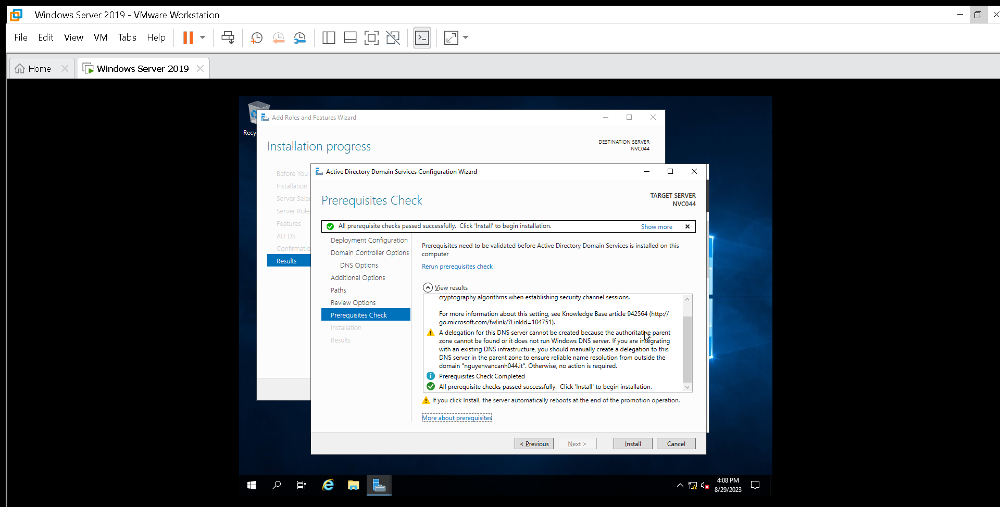 Windows Server 2019 - VMware Workstation
File Edit View VM Tabs Help
Home
Windows Server 2019
Recy
Add Roles and Features Wizard
Installation progress
DESTINATION SERVER
NVC044
Before You
Installation
Server Sele
Server Role
Features
AD DS
Confirmatio
Results
Active Directory Domain Services Configuration Wizard
Prerequisites Check
TARGET SERVER
NVC044
All prerequisite checks passed successfully.  Click 'Install' to begin installation.
Show more
Deployment Configuration
Domain Controller Options
DNS Options
Additional Options
Paths
Review Options
Prerequisites Check
Installation
Results
Prerequisites need to be validated before Active Directory Domain Services is installed on this
computer
Rerun prerequisites check
View results
cryptography algorithms when establishing security channel sessions.
For more information about this setting, see Knowledge Base article 942564 (http://
go.microsoft.com/fwlink/?LinkId=104751).
A delegation for this DNS server cannot be created because the authoritative parent
zone cannot be found or it does not run Windows DNS server. If you are integrating
with an existing DNS infrastructure, you should manually create a delegation to this
DNS server in the parent zone to ensure reliable name resolution from outside the
domain "nguyenvancanh044.it". Otherwise, no action is required.
Prerequisites Check Completed
All prerequisite checks passed successfully.  Click 'Install' to begin installation.
If you click Install, the server automatically reboots at the end of the promotion operation.
More about prerequisites
< Previous
Next >
Install
Cancel
4:08 PM
8/29/2023